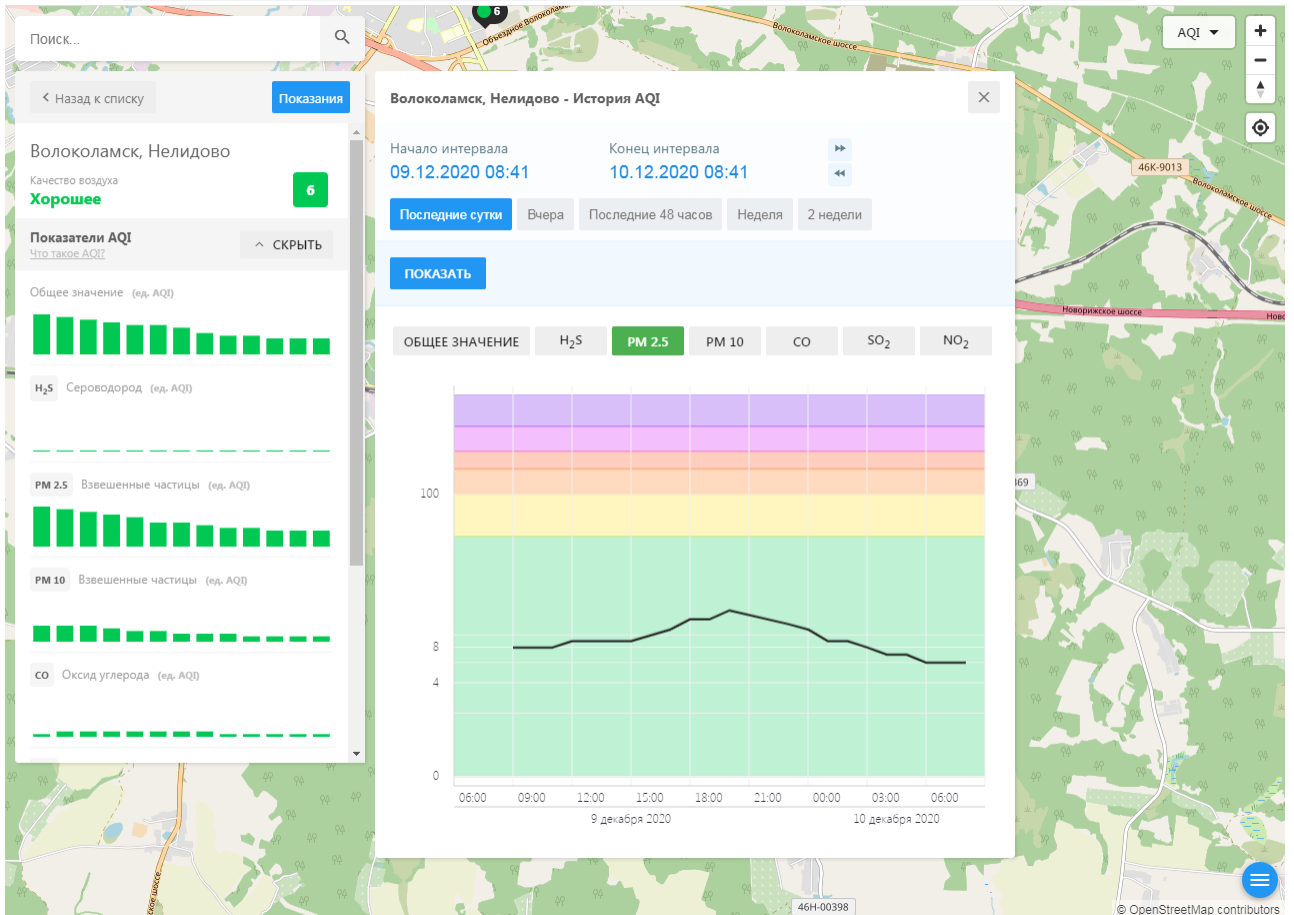 6
Объездное Волоколамск
Волоколамское шоссе
Поиск...
AQI
Назад к списку
Показания
Волоколамск, Нелидово
Качество воздуха
Хорошее
6
Показатели AQI
Что такое AQI?
СКРЫТЬ
Общее значение (ед. AQI)
H2S Сероводород (ед. AQI)
PM 2.5 Взвешенные частицы (ед. AQI)
PM 10 Взвешенные частицы (ед. AQI)
CO Оксид углерода (ед. AQI)
Волоколамск, Нелидово - История AQI
Начало интервала
09.12.2020 08:41
Конец интервала
10.12.2020 08:41
Последние сутки
Вчера
Последние 48 часов
Неделя
2 недели
ПОКАЗАТЬ
ОБЩЕЕ ЗНАЧЕНИЕ
H2S
PM 2.5
PM 10
CO
SO2
NO2
100
8
4
0
06:00 09:00 12:00 15:00 18:00 21:00 00:00 03:00 06:00
9 декабря 2020 10 декабря 2020
46К-9013
Волоколамское шоссе
Новорижское шоссе
Ново
369
ское шоссе
46Н-00398
© OpenStreetMap contributors